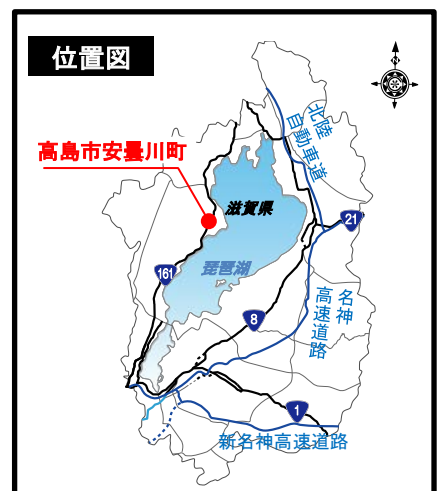 位置図
N
北陸
自動車道
高島市安曇川町
滋賀県
21
161
琵琶湖
名神
高速道路
8
1
新名神高速道路